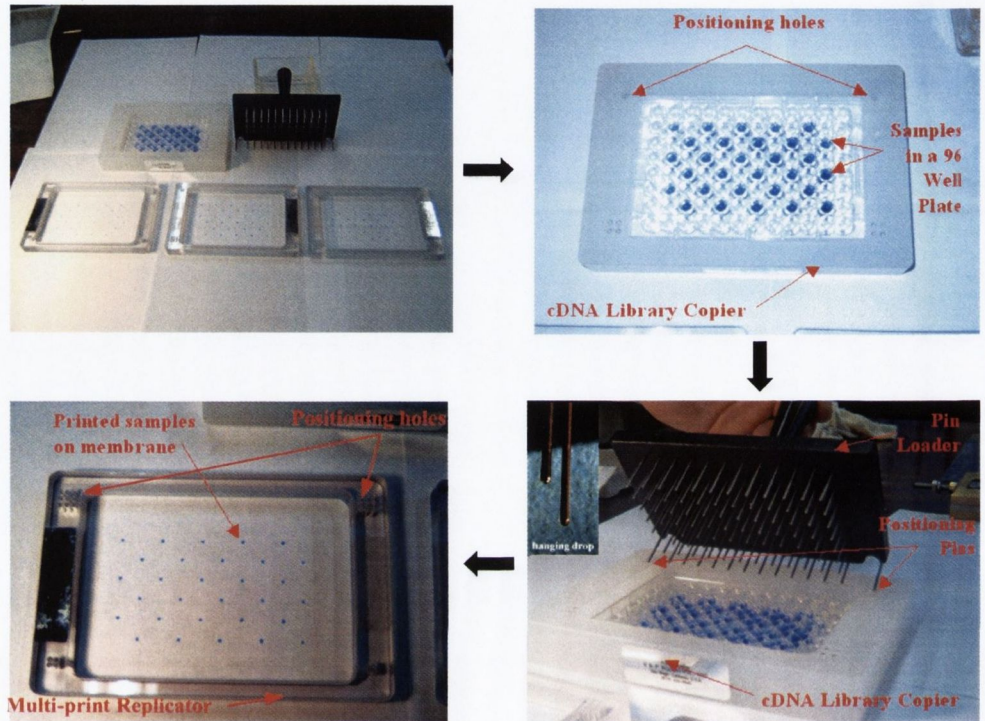 Positioning holes
Samples
in a 96
Well
Plate
cDNA Library Copier
Pin
Loader
Positioning
Pins
hanging drop
cDNA Library Copier
Printed samples
on membrane
Positioning holes
Multi-print Replicator